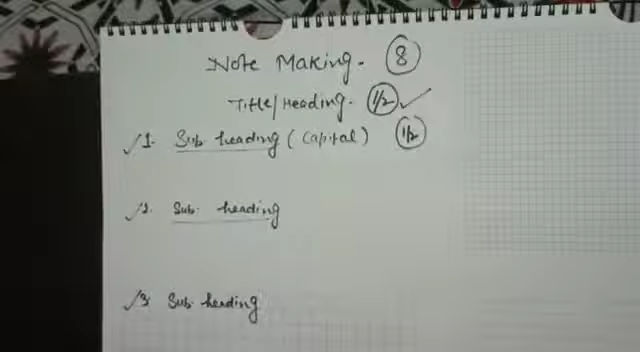 Note Making. 8
Title/Heading. 1/2 ✓
✓1. Sub heading (Capital) 1/2
✓2. Sub. heading
✓3. Sub heading